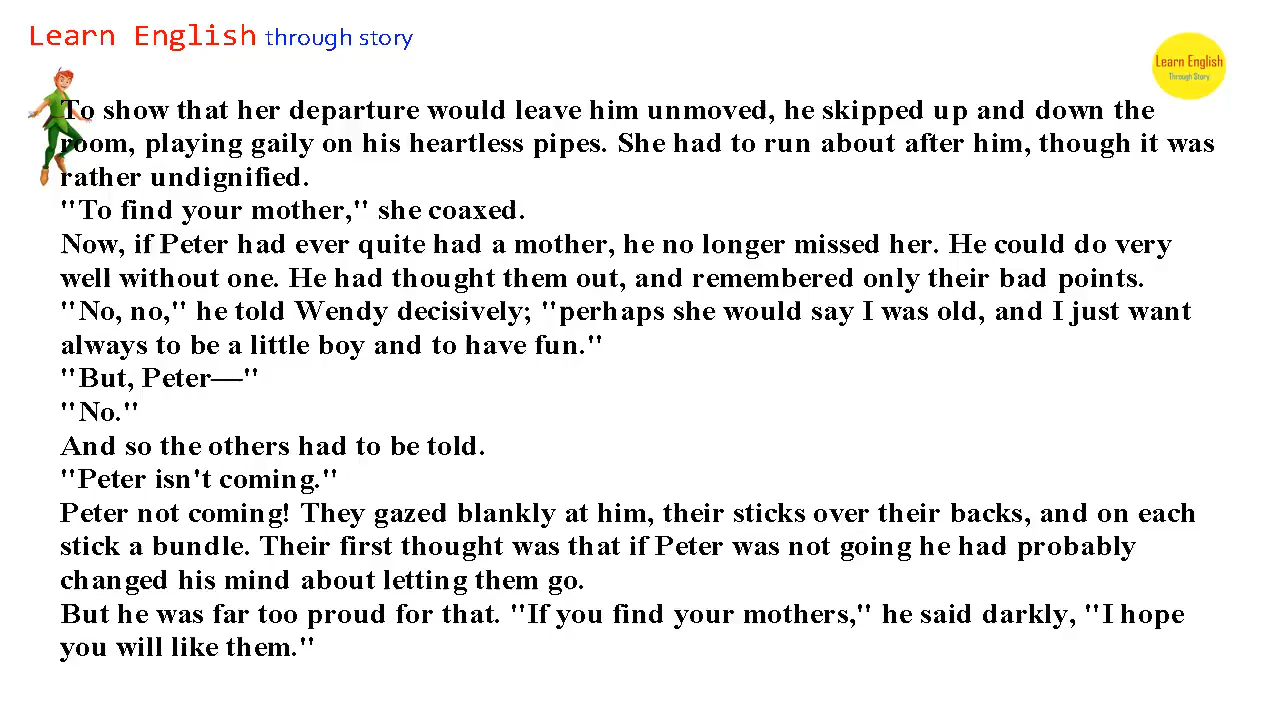 Learn English through story
Learn English
Through Story
To show that her departure would leave him unmoved, he skipped up and down the
room, playing gaily on his heartless pipes. She had to run about after him, though it was
rather undignified.
"To find your mother," she coaxed.
Now, if Peter had ever quite had a mother, he no longer missed her. He could do very
well without one. He had thought them out, and remembered only their bad points.
"No, no," he told Wendy decisively; "perhaps she would say I was old, and I just want
always to be a little boy and to have fun."
"But, Peter—"
"No."
And so the others had to be told.
"Peter isn't coming."
Peter not coming! They gazed blankly at him, their sticks over their backs, and on each
stick a bundle. Their first thought was that if Peter was not going he had probably
changed his mind about letting them go.
But he was far too proud for that. "If you find your mothers," he said darkly, "I hope
you will like them."